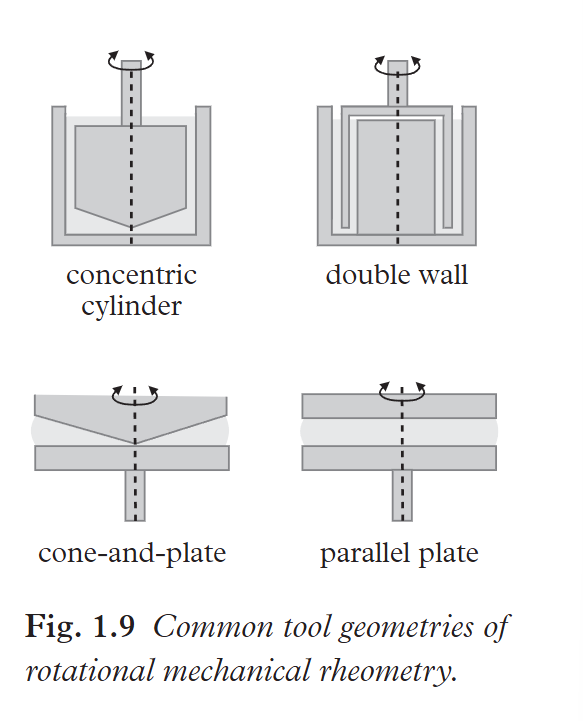 concentric
cylinder
double wall
cone-and-plate
parallel plate
Fig. 1.9 Common tool geometries of
rotational mechanical rheometry.